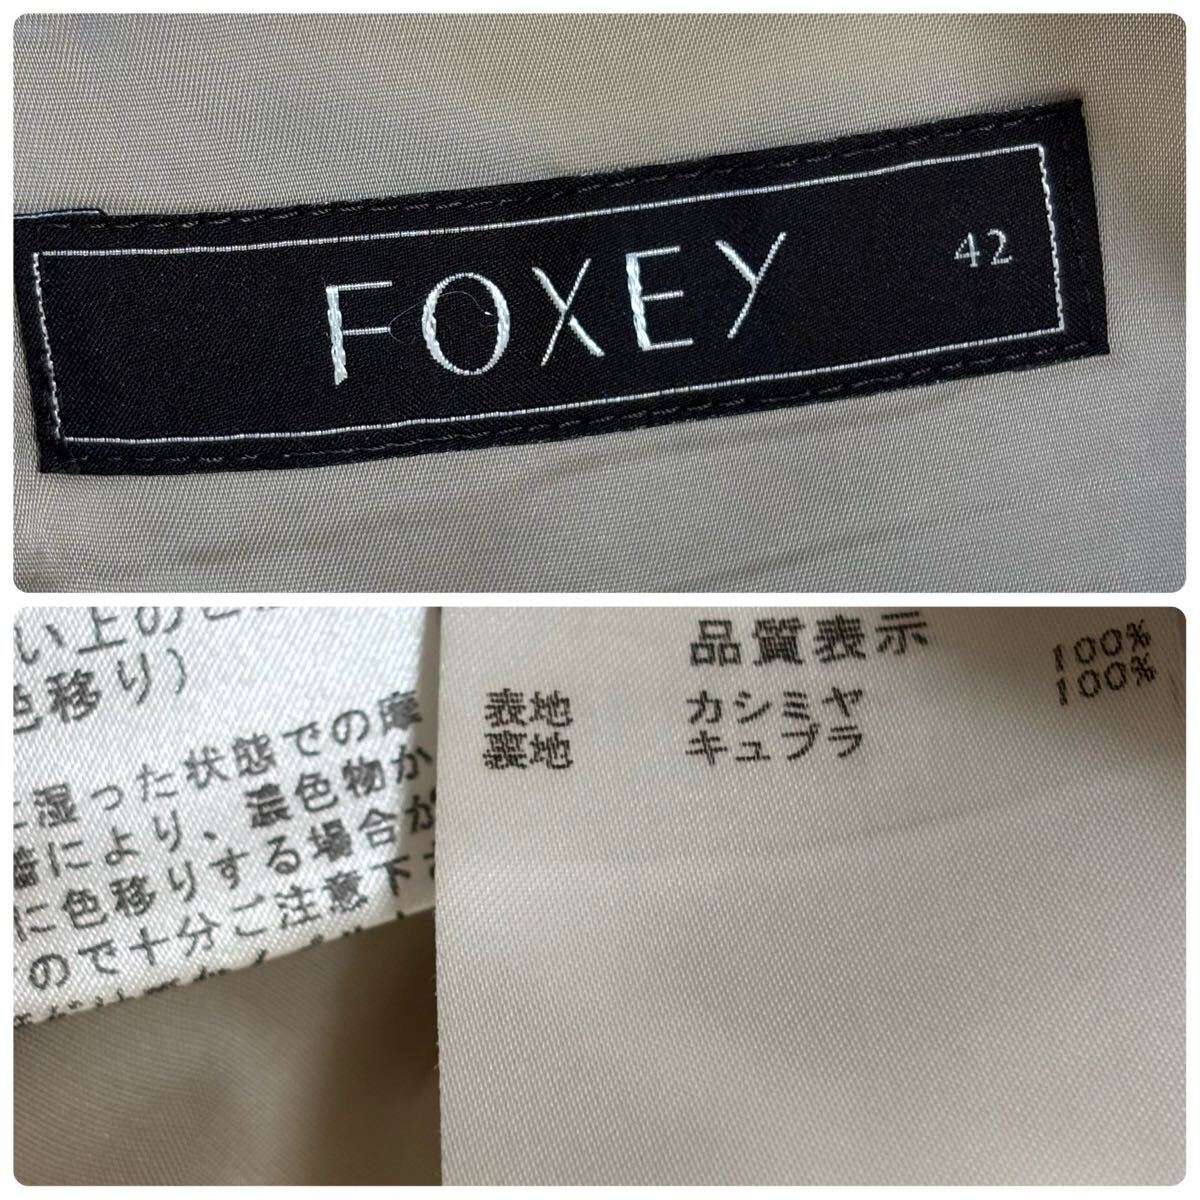 FOXEY 42
い上の
色移り）
湿った状態での摩
擦により、濃色物か
に色移りする場合が
ので十分ご注意下さ
品質表示
表地 カシミヤ 100%
裏地 キュプラ 100%